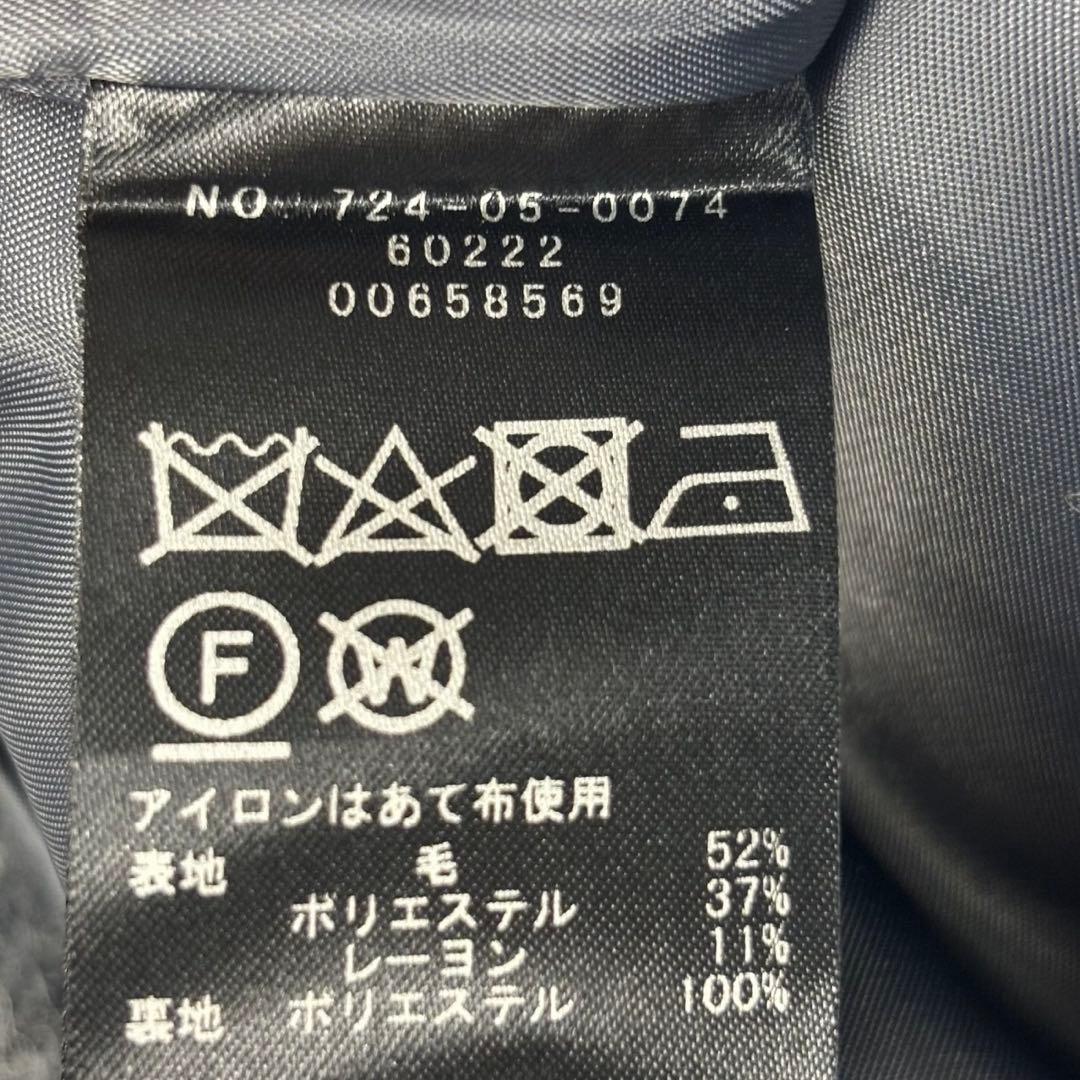 NO 724-05-0074
60222
00658569
F W
アイロンはあて布使用
表地 毛 52%
ポリエステル 37%
レーヨン 11%
裏地 ポリエステル 100%